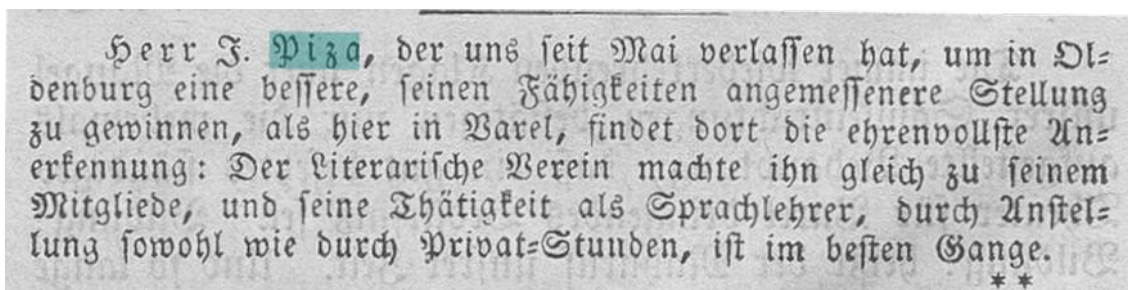 Herr J. Piza, der uns seit Mai verlassen hat, um in Ol-
denburg eine bessere, seinen Fähigkeiten angemessenere Stellung
zu gewinnen, als hier in Varel, findet dort die ehrenvollste An-
erkennung: Der Literarische Verein machte ihn gleich zu seinem
Mitgliede, und seine Thätigkeit als Sprachlehrer, durch Anstel-
lung sowohl wie durch Privat-Stunden, ist im besten Gange.
* *